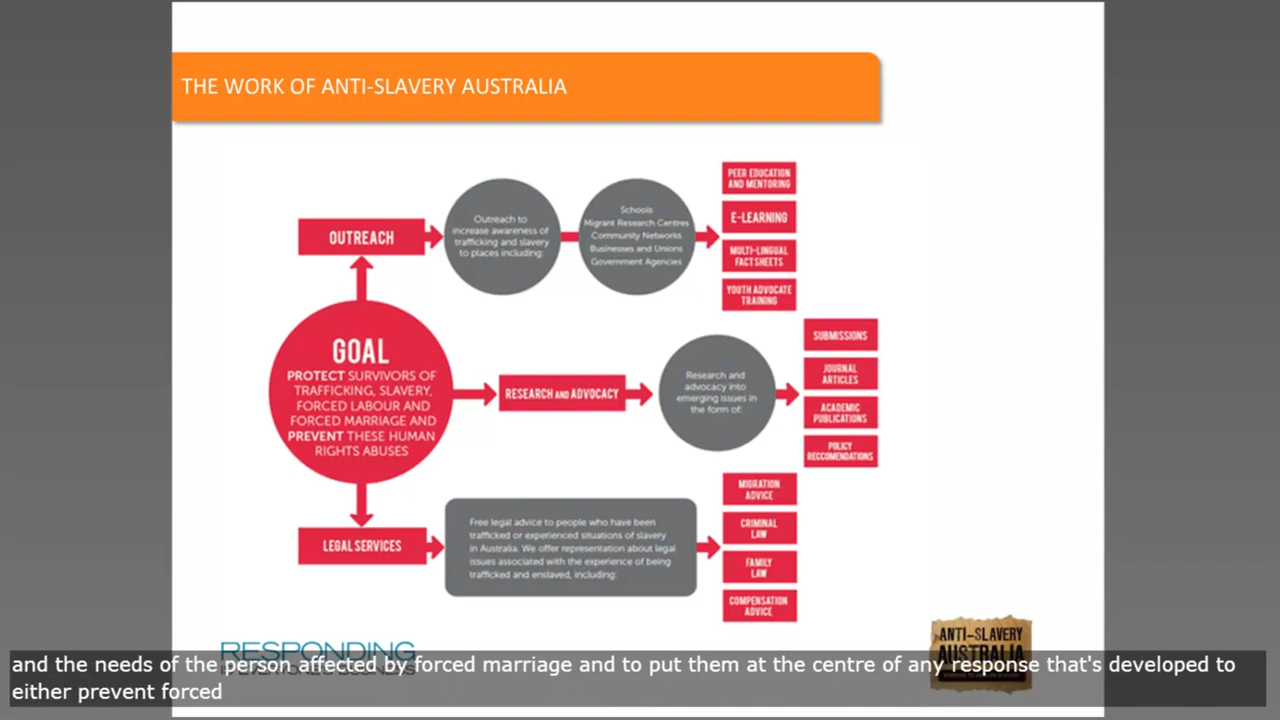 THE WORK OF ANTI-SLAVERY AUSTRALIA
OUTREACH
Outreach to
increase awareness of
trafficking and slavery
to places including:
Schools
Migrant Research Centres
Community Networks
Businesses and Unions
Government Agencies
PEER EDUCATION
AND MENTORING
E-LEARNING
MULTI-LINGUAL
FACT SHEETS
YOUTH ADVOCATE
TRAINING
GOAL
PROTECT SURVIVORS OF
TRAFFICKING, SLAVERY,
FORCED LABOUR AND
FORCED MARRIAGE AND
PREVENT THESE HUMAN
RIGHTS ABUSES
RESEARCH AND ADVOCACY
Research and
advocacy into
emerging issues in
the form of:
SUBMISSIONS
JOURNAL
ARTICLES
ACADEMIC
PUBLICATIONS
POLICY
RECCOMENDATIONS
LEGAL SERVICES
Free legal advice to people who have been
trafficked or experienced situations of slavery
in Australia. We offer representation about legal
issues associated with the experience of being
trafficked and enslaved, including:
MIGRATION
ADVICE
CRIMINAL
LAW
FAMILY
LAW
COMPENSATION
ADVICE
RESPONDING
ANTI-SLAVERY
AUSTRALIA
and the needs of the person affected by forced marriage and to put them at the centre of any response that's developed to
either prevent forced